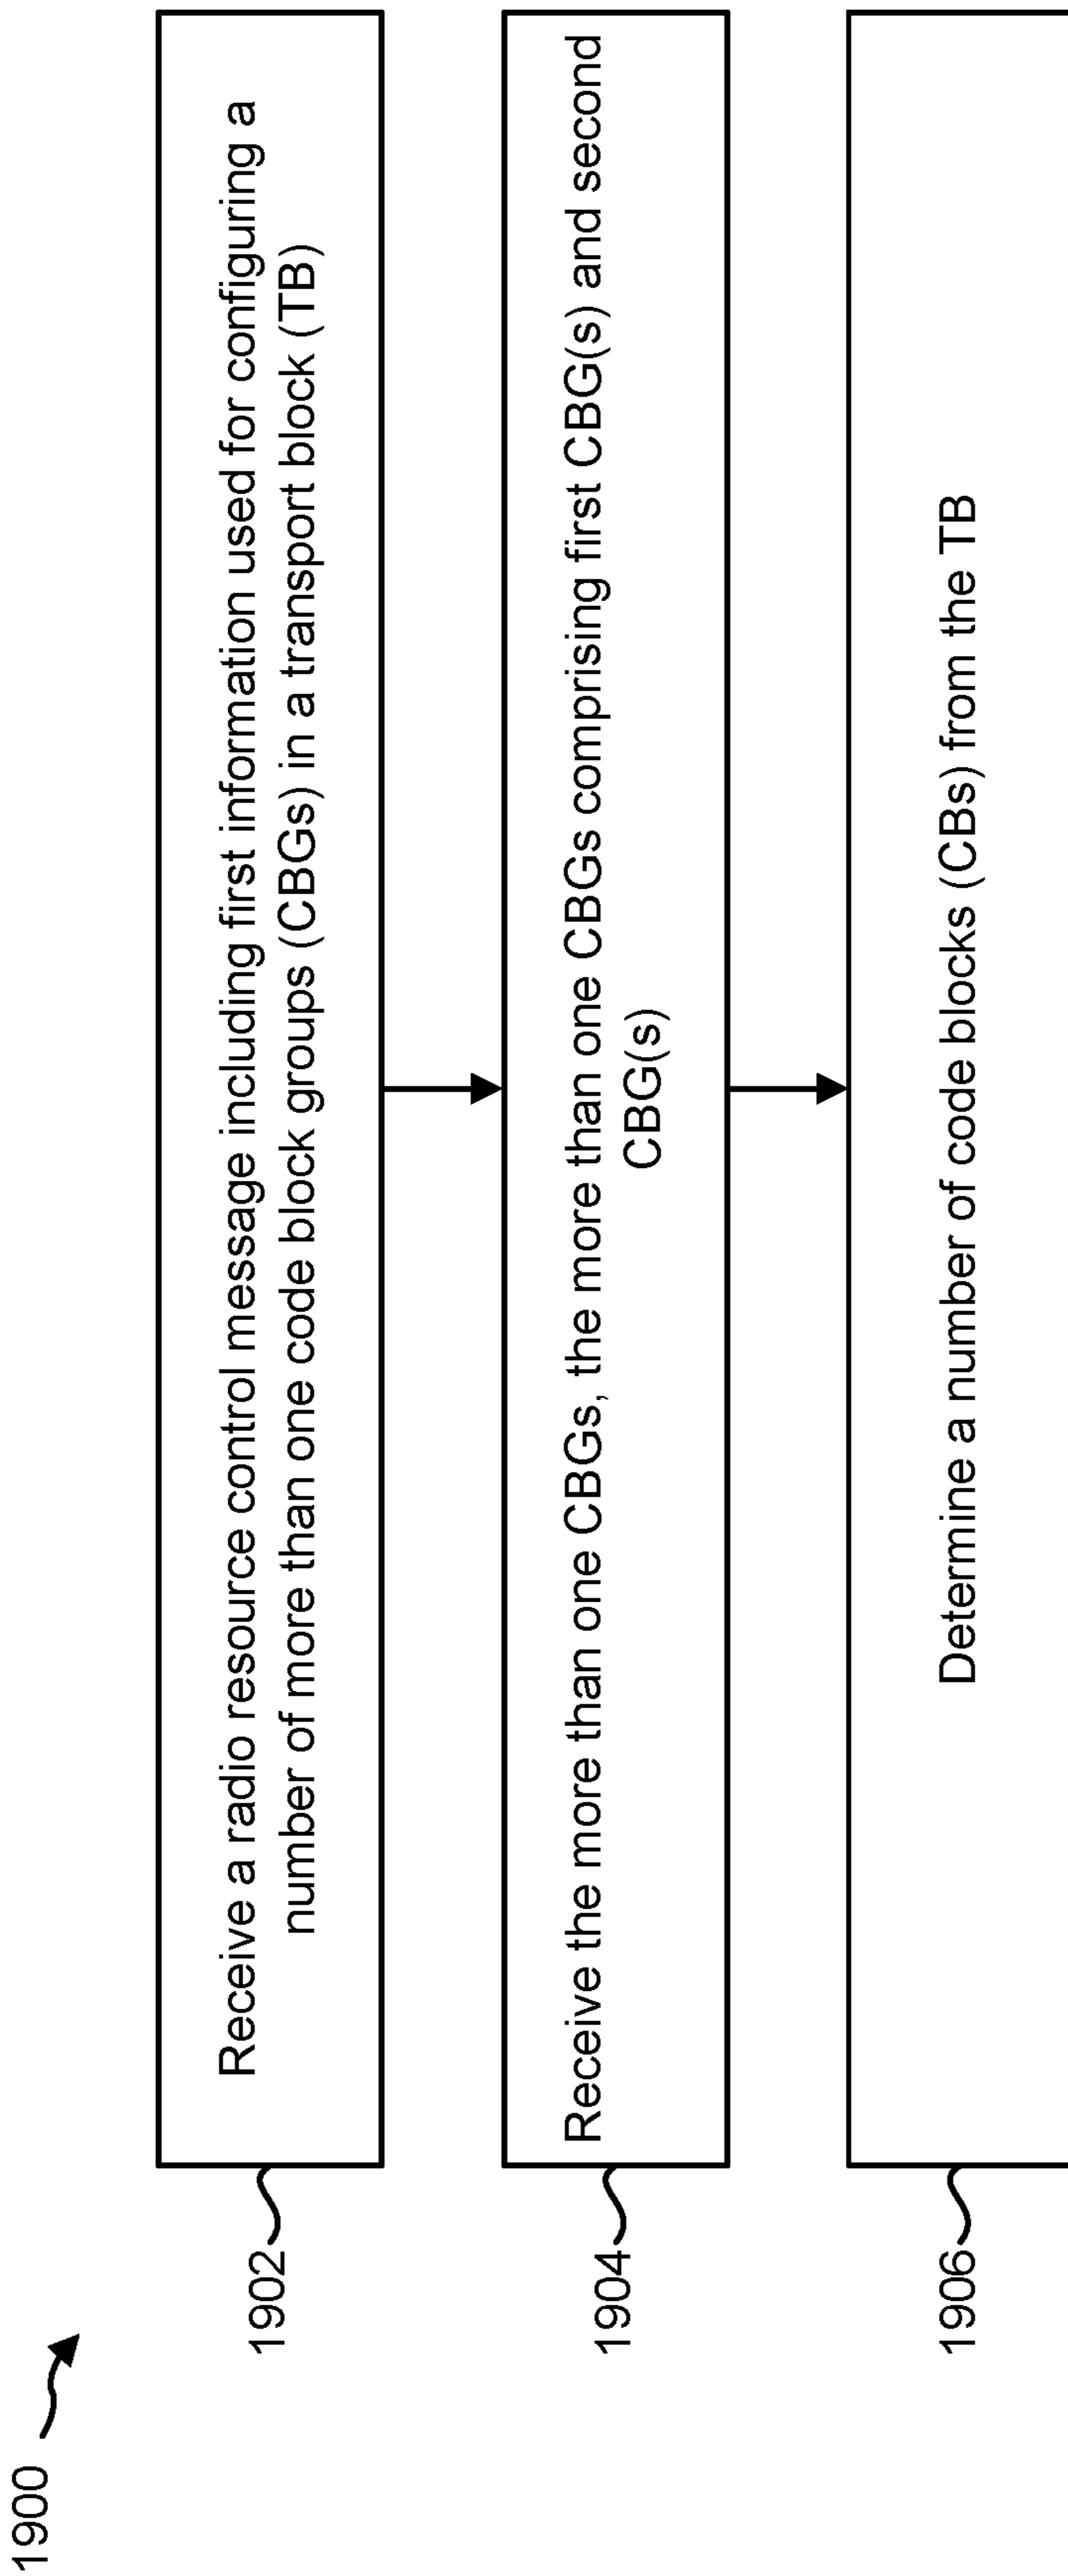 1900
1902
Receive a radio resource control message including first information used for configuring a
number of more than one code block groups (CBGs) in a transport block (TB)
1904
Receive the more than one CBGs, the more than one CBGs comprising first CBG(s) and second
CBG(s)
1906
Determine a number of code blocks (CBs) from the TB